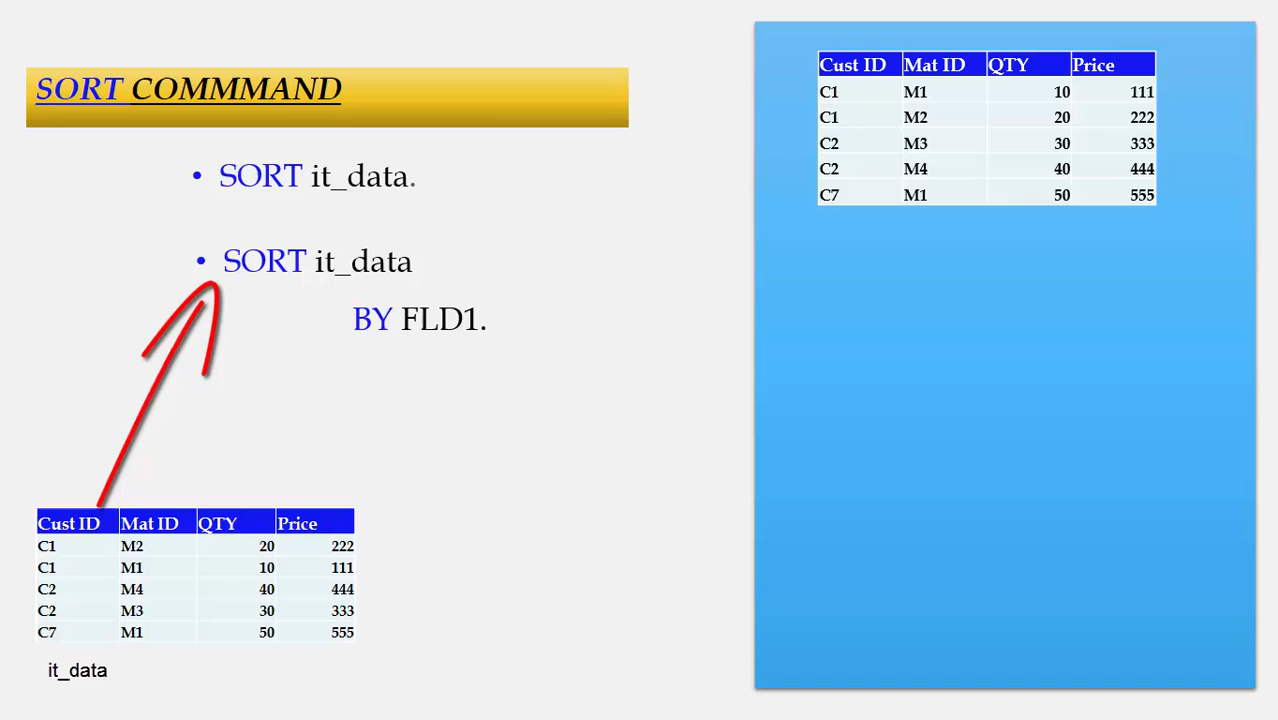 SORT COMMMAND
• SORT it_data.
• SORT it_data
BY FLD1.
Cust ID Mat ID QTY Price
C1 M2 20 222
C1 M1 10 111
C2 M4 40 444
C2 M3 30 333
C7 M1 50 555
it_data
Cust ID Mat ID QTY Price
C1 M1 10 111
C1 M2 20 222
C2 M3 30 333
C2 M4 40 444
C7 M1 50 555